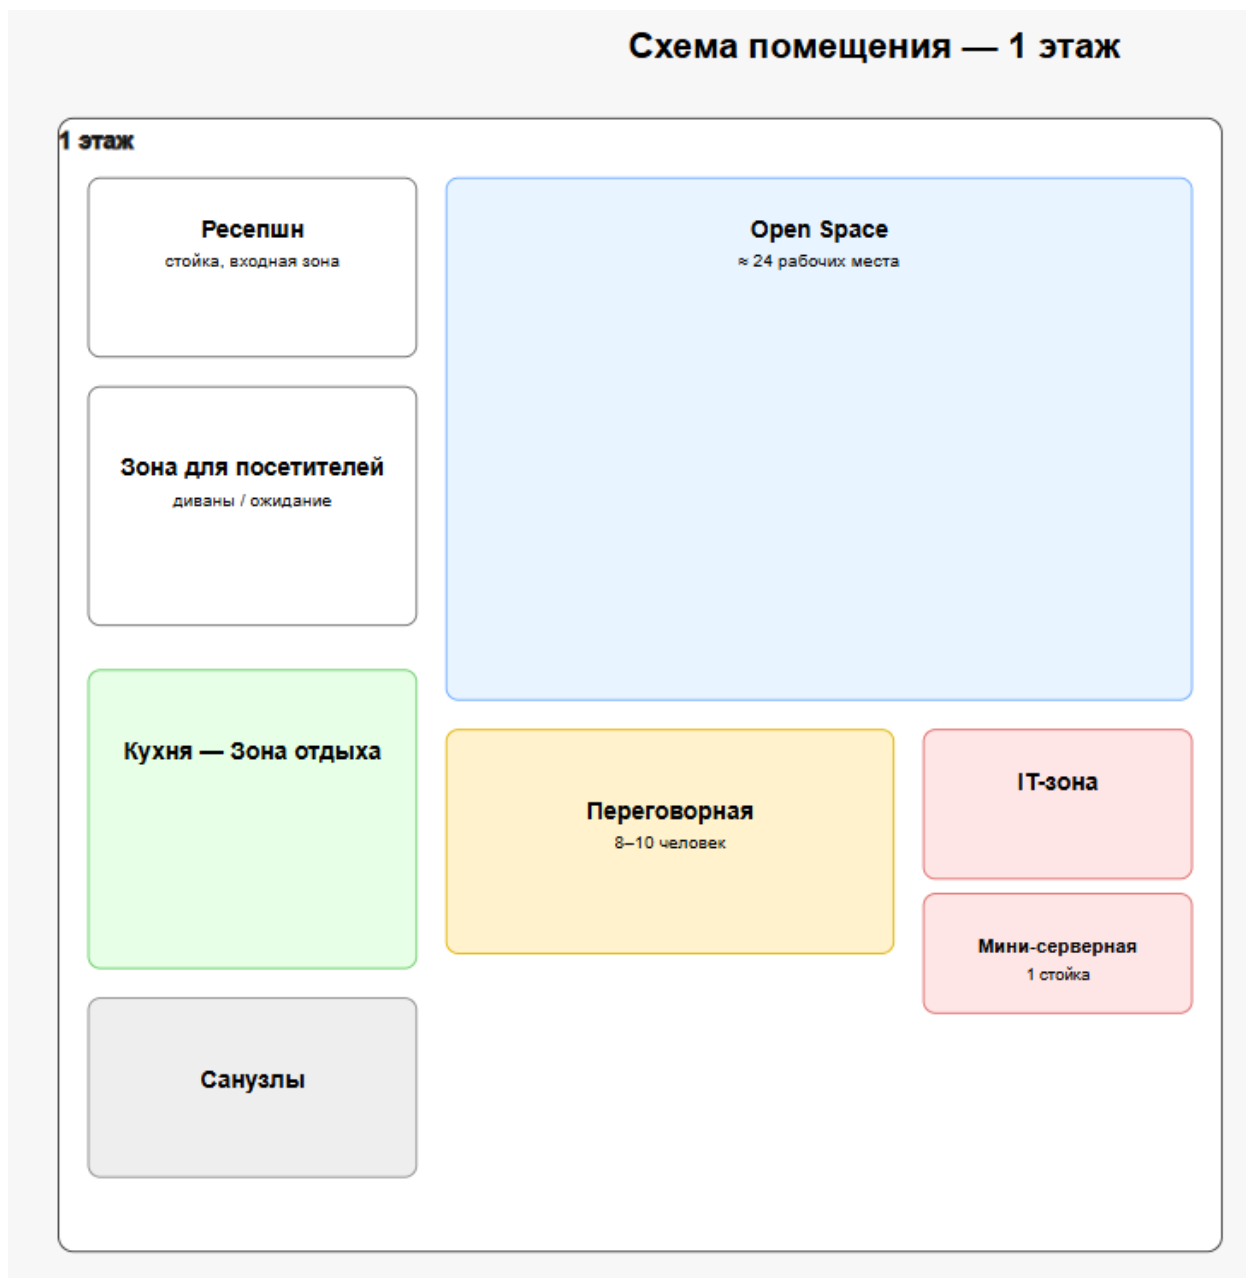 Схема помещения — 1 этаж
1 этаж
Ресепшн
стойка, входная зона
Open Space
≈ 24 рабочих места
Зона для посетителей
диваны / ожидание
Кухня — Зона отдыха
Переговорная
8–10 человек
IT-зона
Мини-серверная
1 стойка
Санузлы